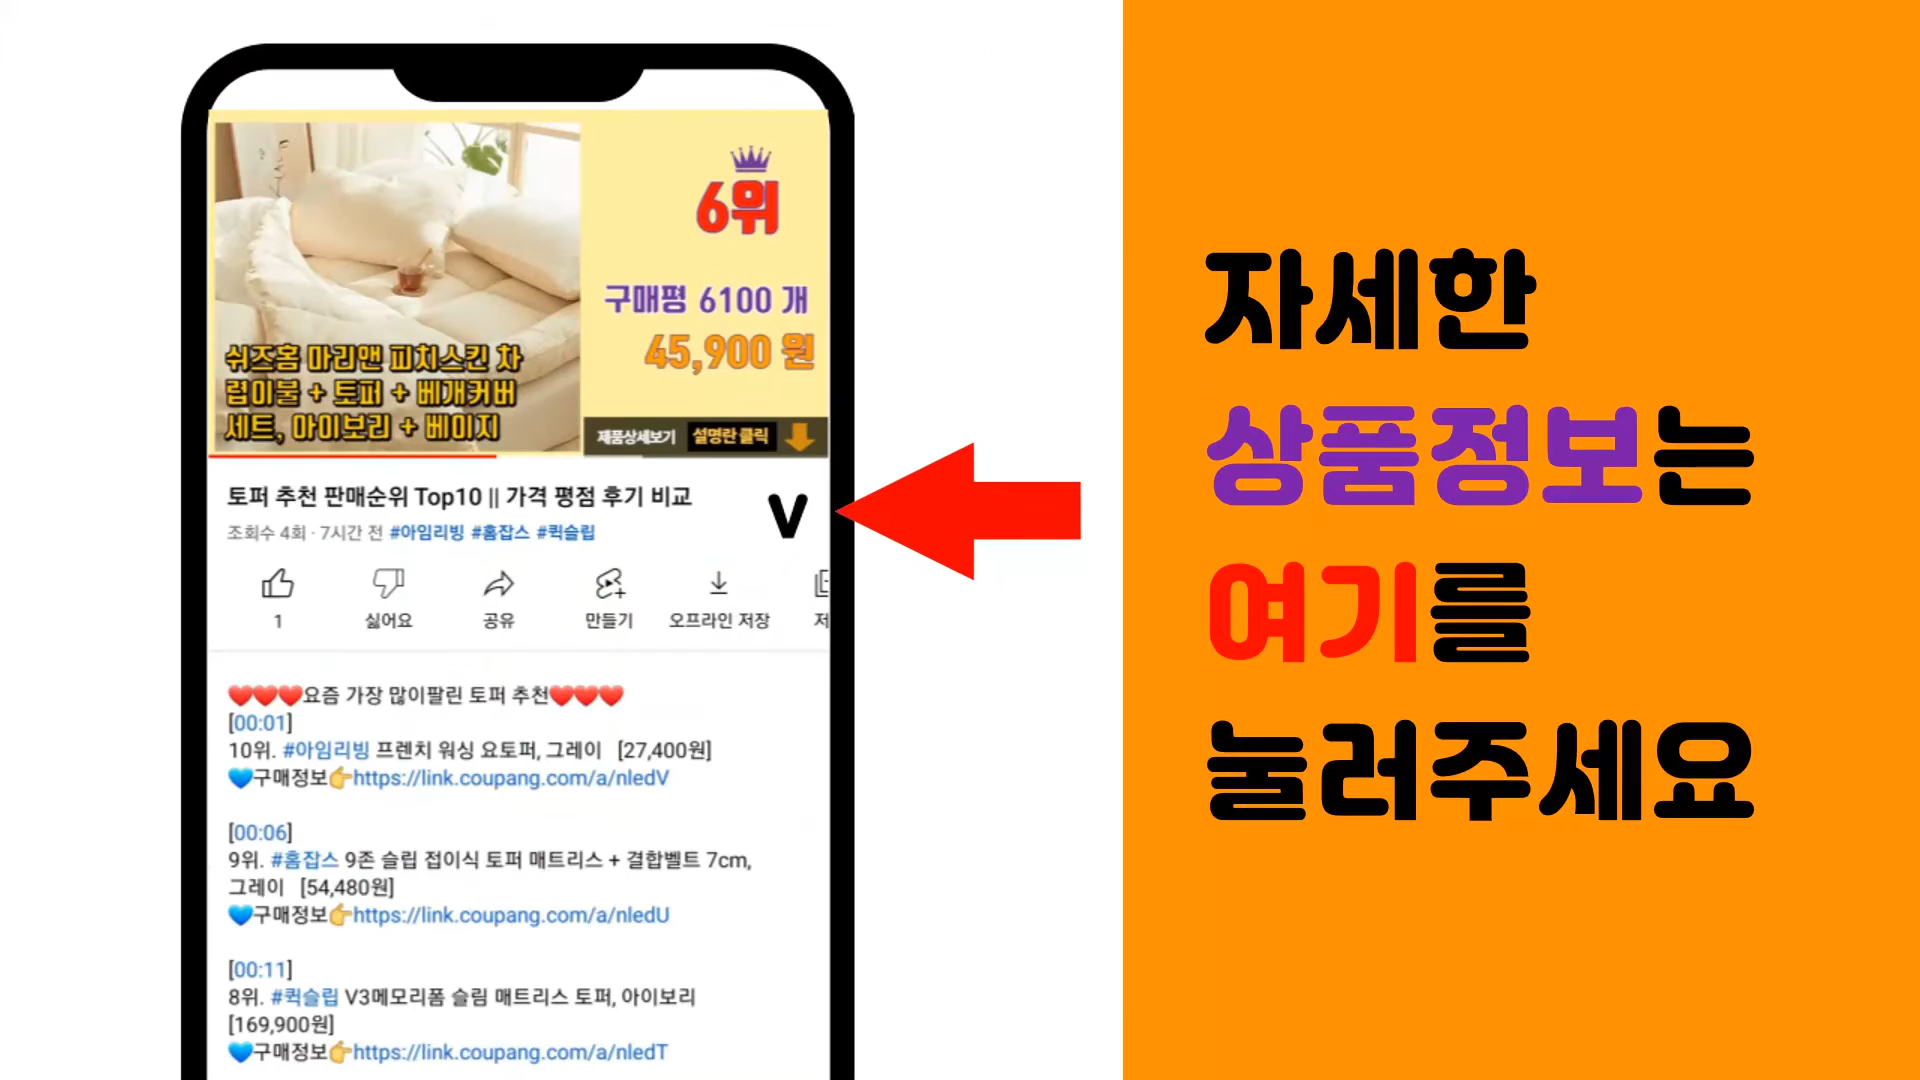 6위
구매평 6100 개
45,900 원
쉬즈홈 마리앤 피치스킨 차
렵이불 + 토퍼 + 베개커버
세트, 아이보리 + 베이지
제품상세보기 설명란 클릭
토퍼 추천 판매순위 Top10 || 가격 평점 후기 비교
V
조회수 4회 · 7시간 전 #아임리빙 #홈잡스 #퀵슬립
1 싫어요 공유 만들기 오프라인 저장 저
❤❤❤요즘 가장 많이팔린 토퍼 추천❤❤❤
[00:01]
10위. #아임리빙 프렌치 워싱 요토퍼, 그레이 [27,400원]
💙구매정보👉https://link.coupang.com/a/nledV
[00:06]
9위. #홈잡스 9존 슬립 접이식 토퍼 매트리스 + 결합벨트 7cm,
그레이 [54,480원]
💙구매정보👉https://link.coupang.com/a/nledU
[00:11]
8위. #퀵슬립 V3메모리폼 슬림 매트리스 토퍼, 아이보리
[169,900원]
💙구매정보👉https://link.coupang.com/a/nledT
자세한
상품정보는
여기를
눌러주세요